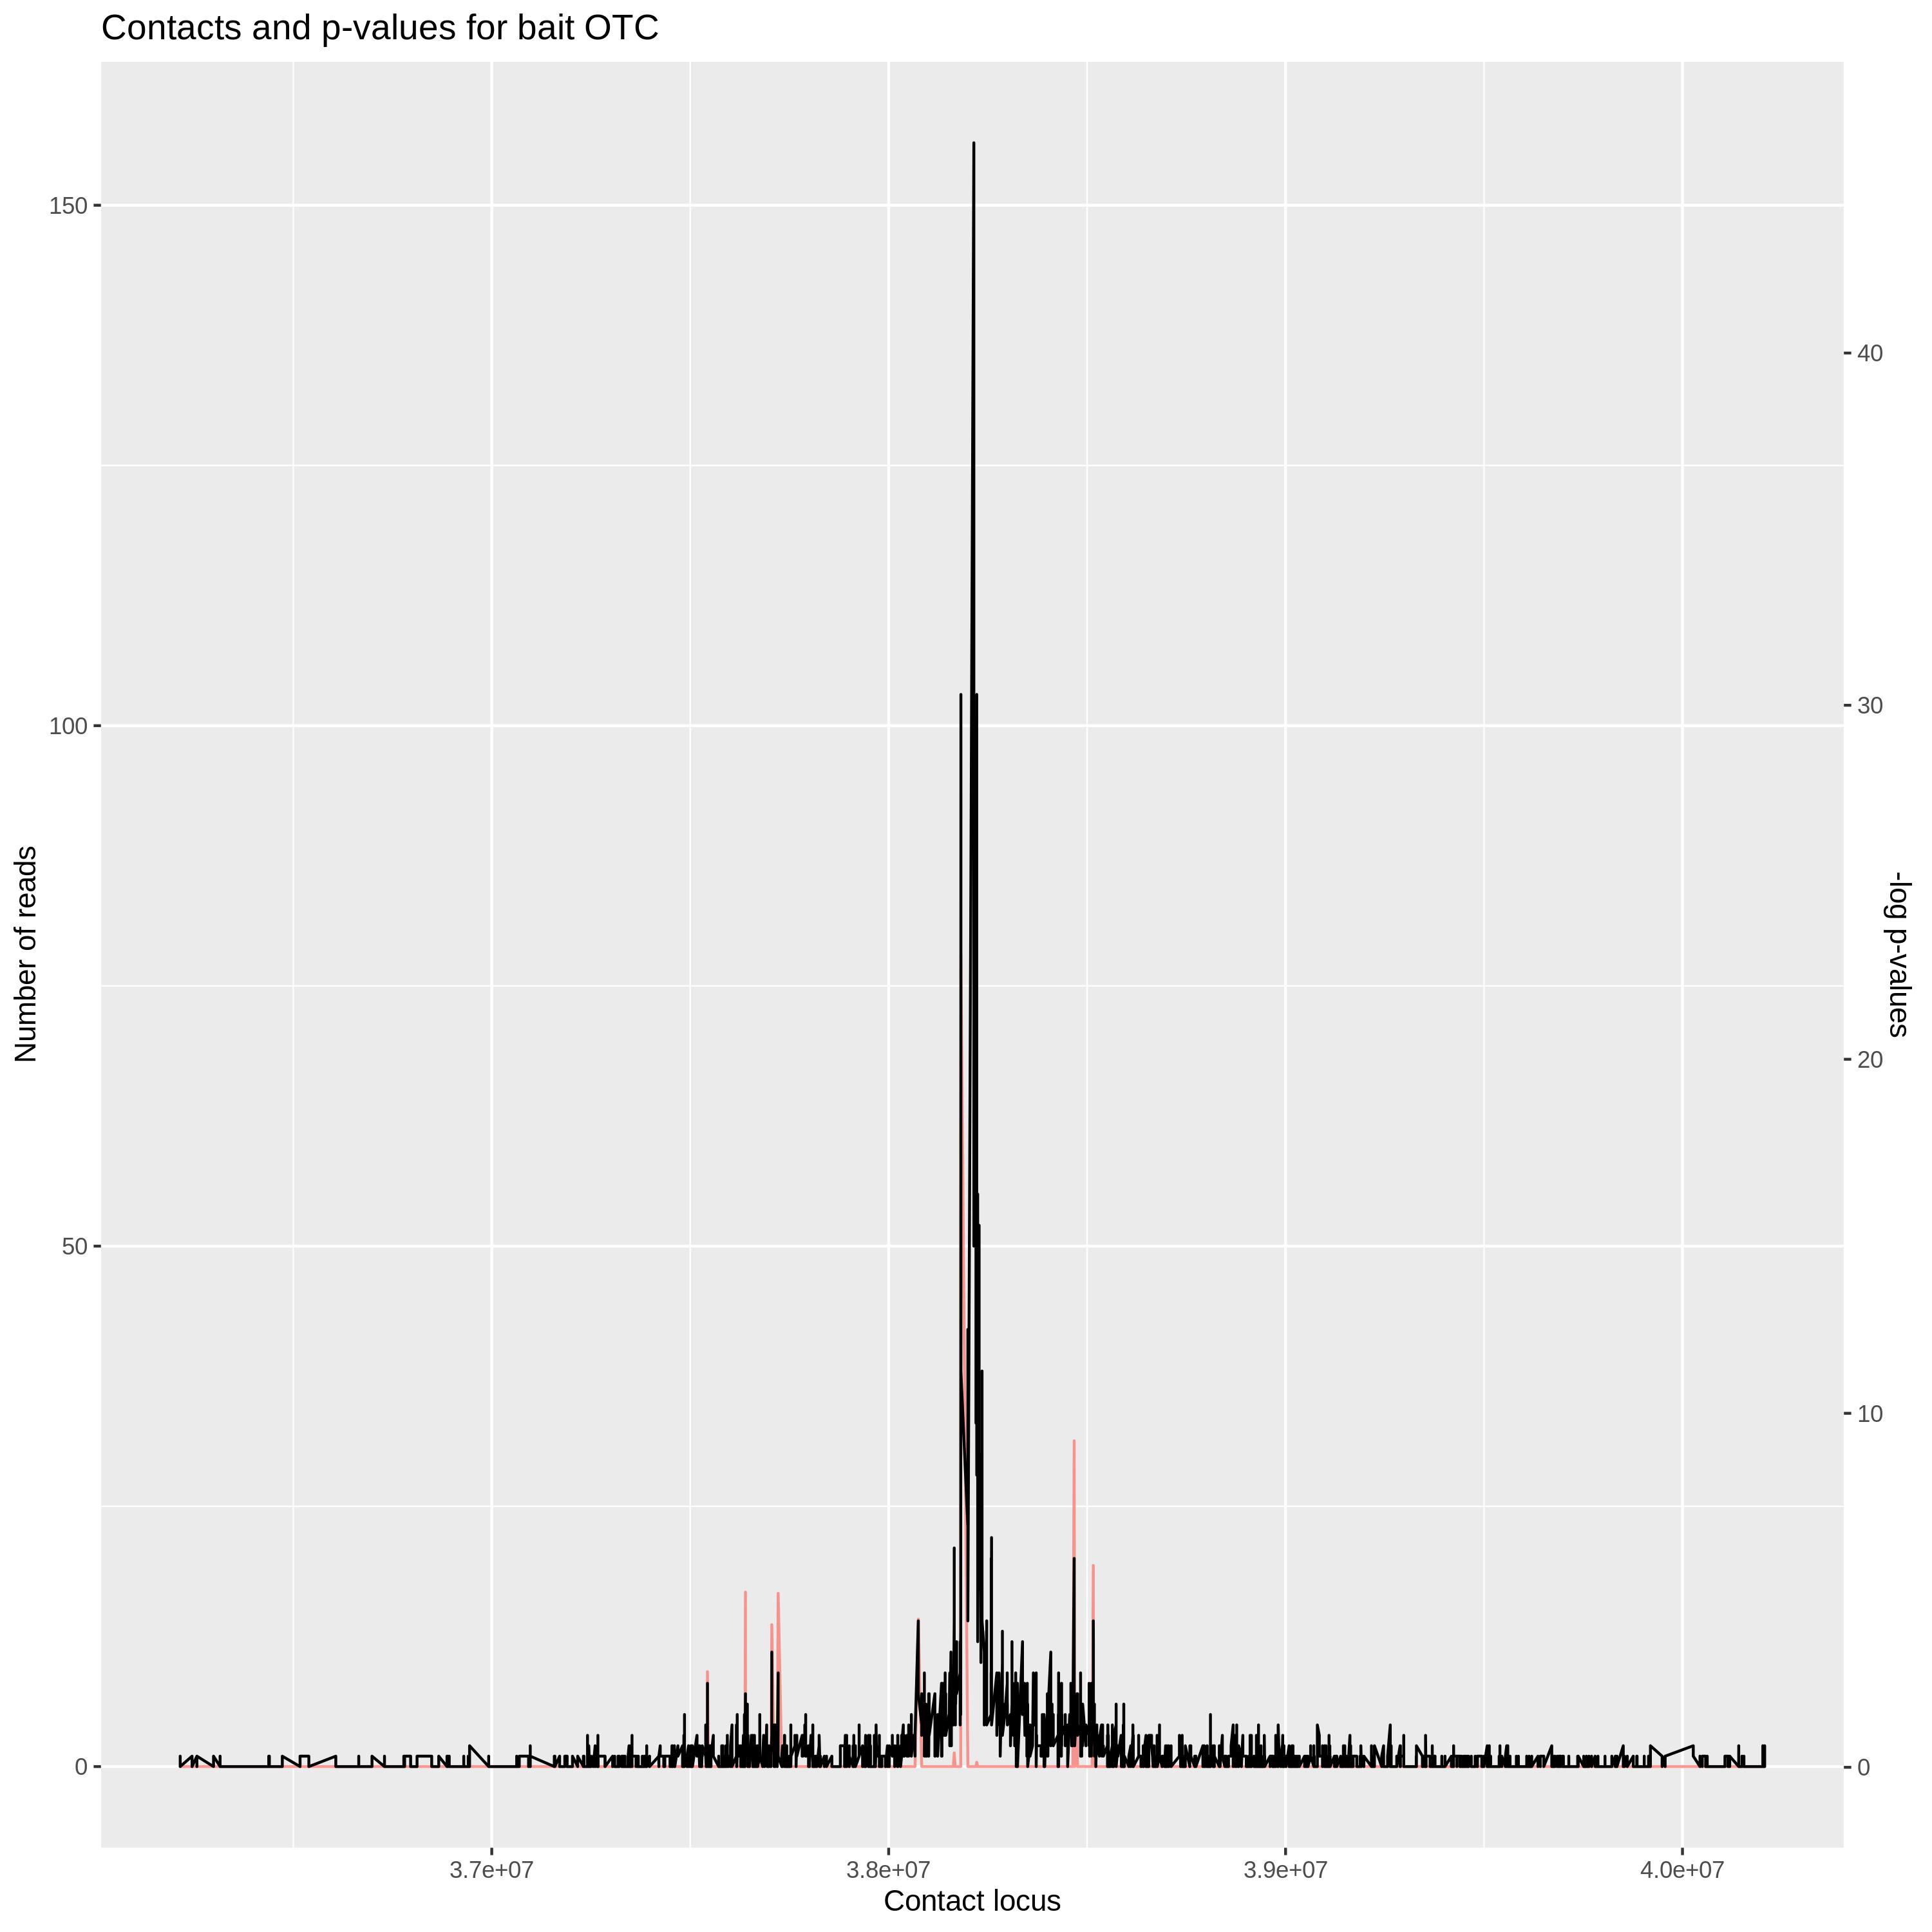 Contacts and p-values for bait OTC
150
100
50
0
Number of reads
40
30
20
10
0
-log p-values
3.7e+07
3.8e+07
3.9e+07
4.0e+07
Contact locus